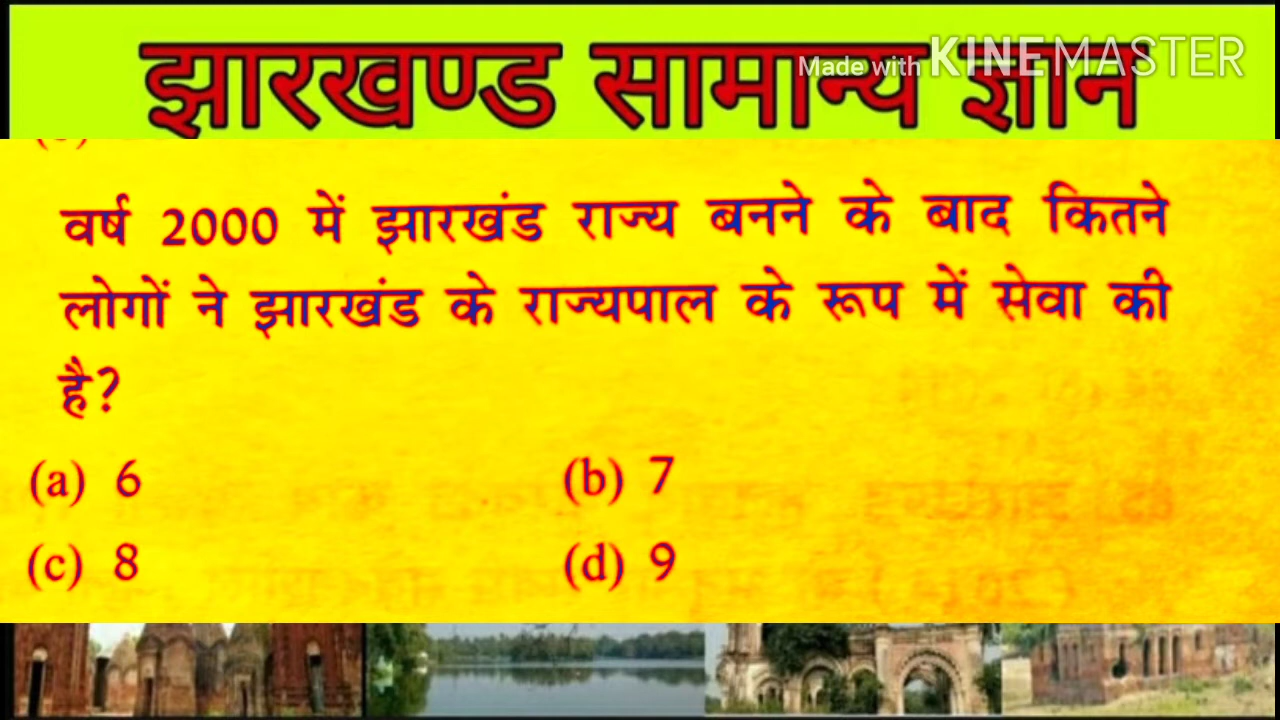 झारखण्ड सामान्य ज्ञान
Made with KINEMASTER
वर्ष 2000 में झारखंड राज्य बनने के बाद कितने
लोगों ने झारखंड के राज्यपाल के रूप में सेवा की
है?
(a) 6 (b) 7
(c) 8 (d) 9